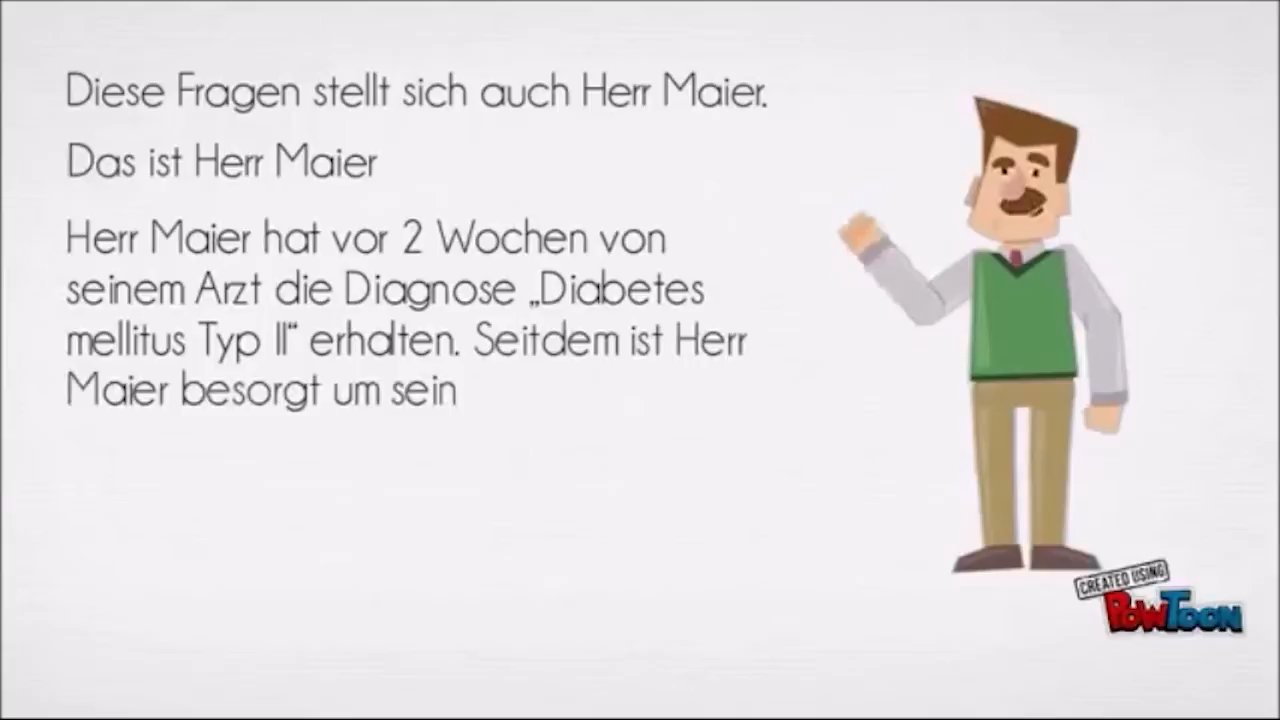 Diese Fragen stellt sich auch Herr Maier.
Das ist Herr Maier
Herr Maier hat vor 2 Wochen von
seinem Arzt die Diagnose „Diabetes
mellitus Typ II“ erhalten. Seitdem ist Herr
Maier besorgt um sein
CREATED USING
POWTOON